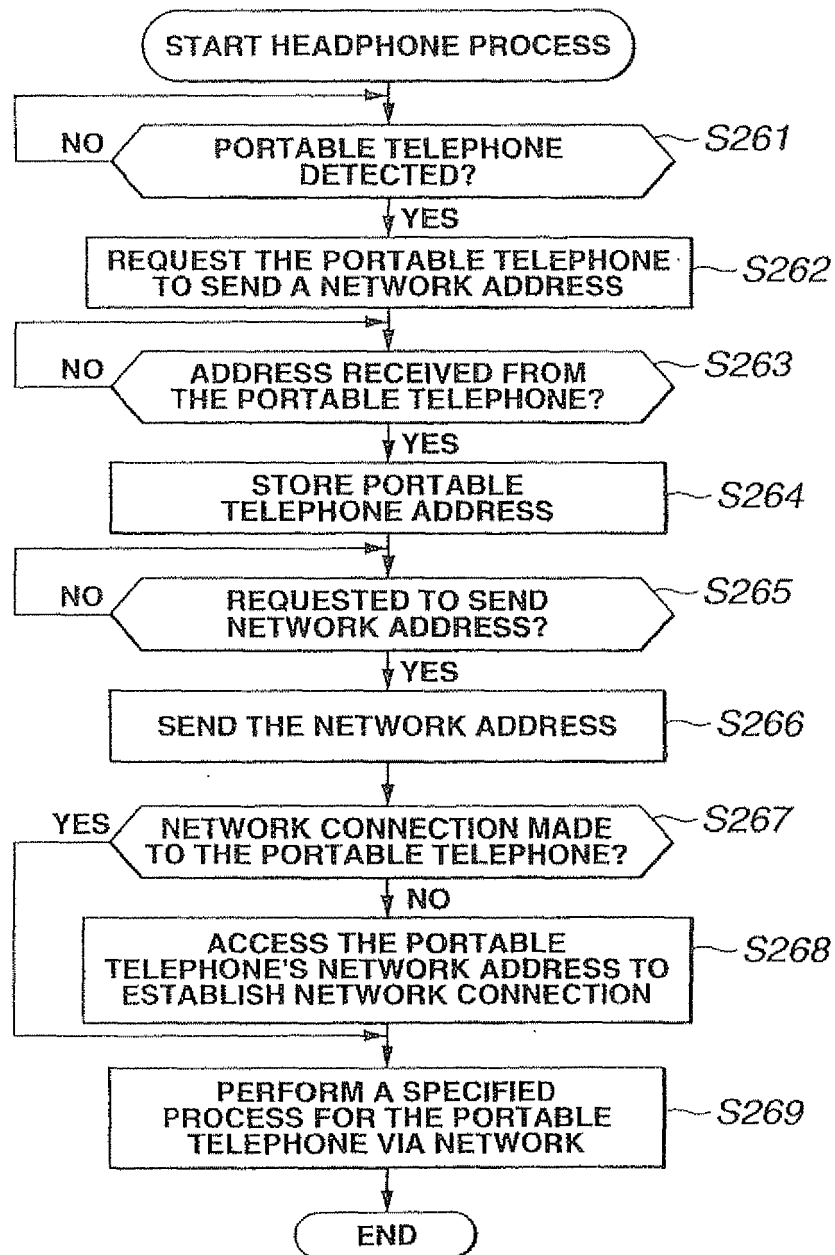 START HEADPHONE PROCESS
NO
PORTABLE TELEPHONE
DETECTED?
S261
YES
REQUEST THE PORTABLE TELEPHONE
TO SEND A NETWORK ADDRESS
S262
NO
ADDRESS RECEIVED FROM
THE PORTABLE TELEPHONE?
S263
YES
STORE PORTABLE
TELEPHONE ADDRESS
S264
NO
REQUESTED TO SEND
NETWORK ADDRESS?
S265
YES
SEND THE NETWORK ADDRESS
S266
YES
NETWORK CONNECTION MADE
TO THE PORTABLE TELEPHONE?
S267
NO
ACCESS THE PORTABLE
TELEPHONE'S NETWORK ADDRESS TO
ESTABLISH NETWORK CONNECTION
S268
PERFORM A SPECIFIED
PROCESS FOR THE PORTABLE
TELEPHONE VIA NETWORK
S269
END